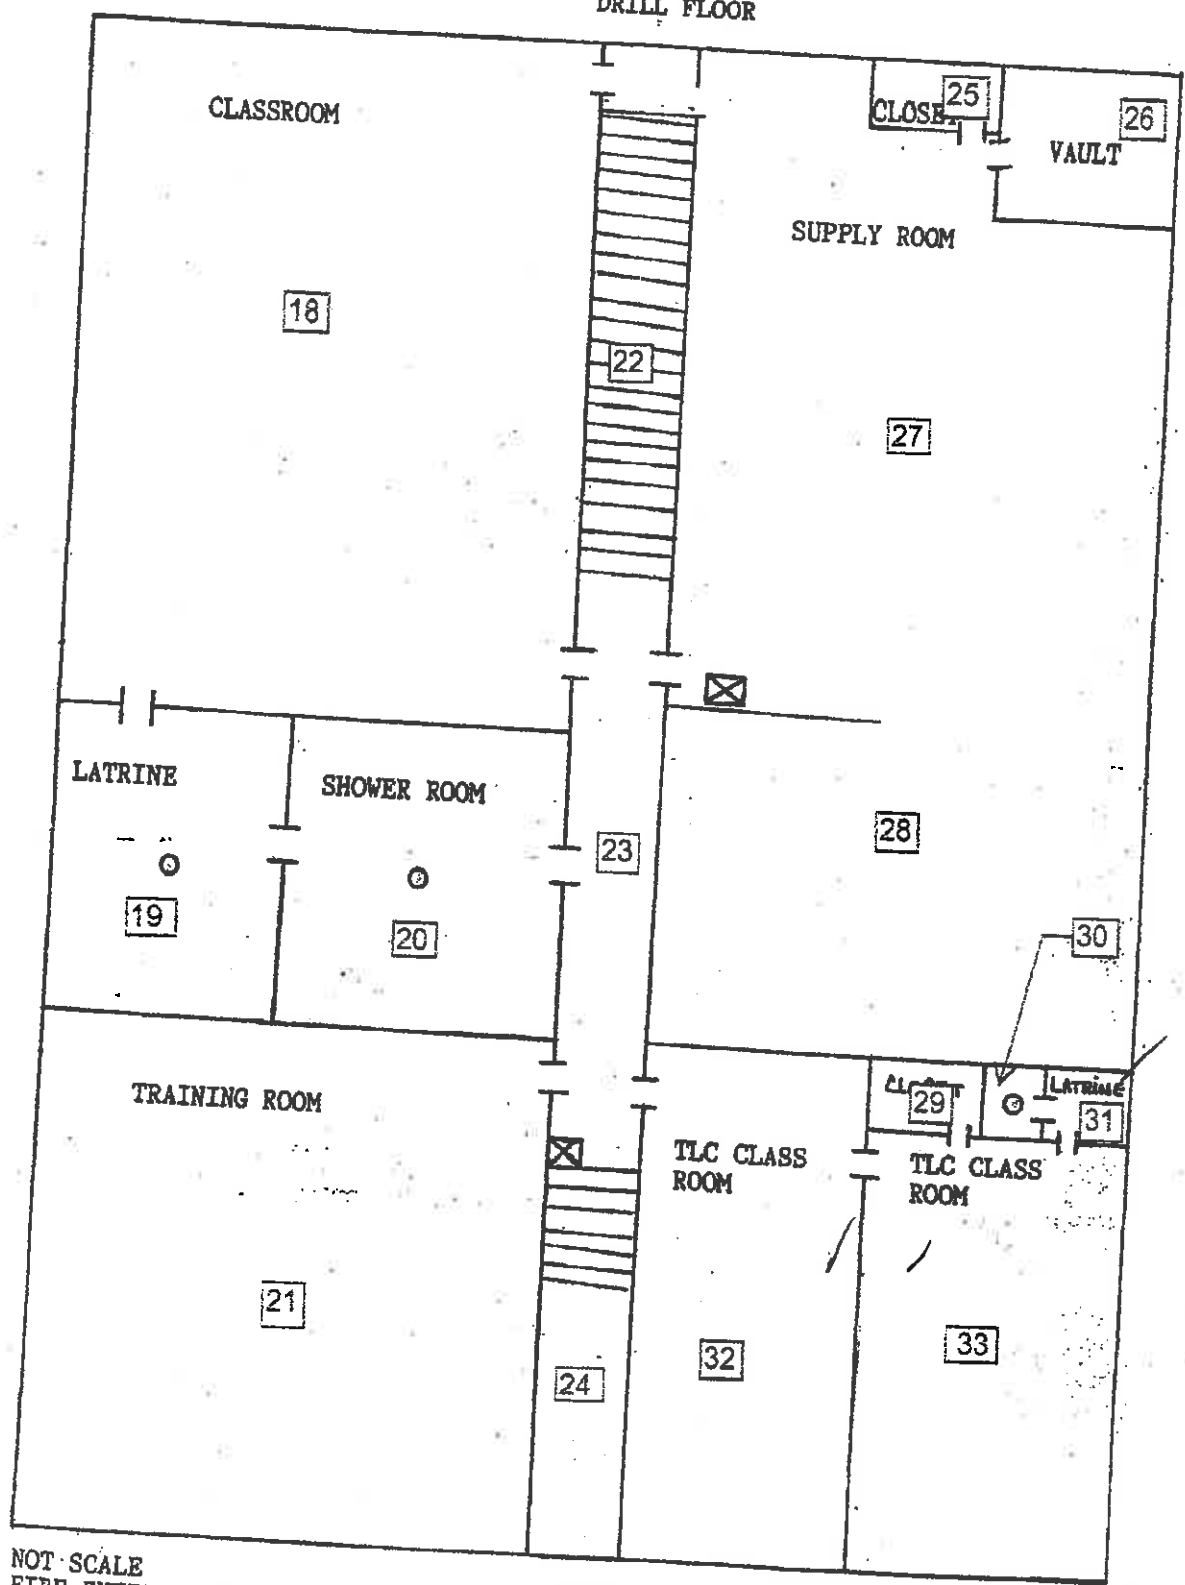 DRILL FLOOR
CLASSROOM
25
CLOSET
26
VAULT
SUPPLY ROOM
18
22
27
LATRINE
SHOWER ROOM
28
23
19
20
30
TRAINING ROOM
29
LATRINE
31
TLC CLASS
ROOM
TLC CLASS
ROOM
21
32
33
24
NOT SCALE
FIRE